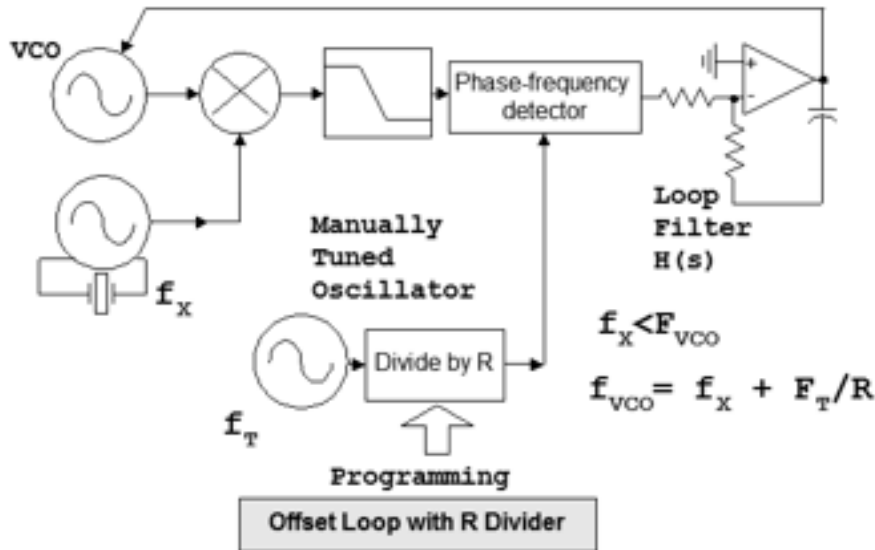 VCO
Phase-frequency
detector
+
-
Loop
Filter
H(s)
f_X
Manually
Tuned
Oscillator
f_X<F_VCO
Divide by R
f_VCO= f_X + F_T/R
f_T
Programming
Offset Loop with R Divider